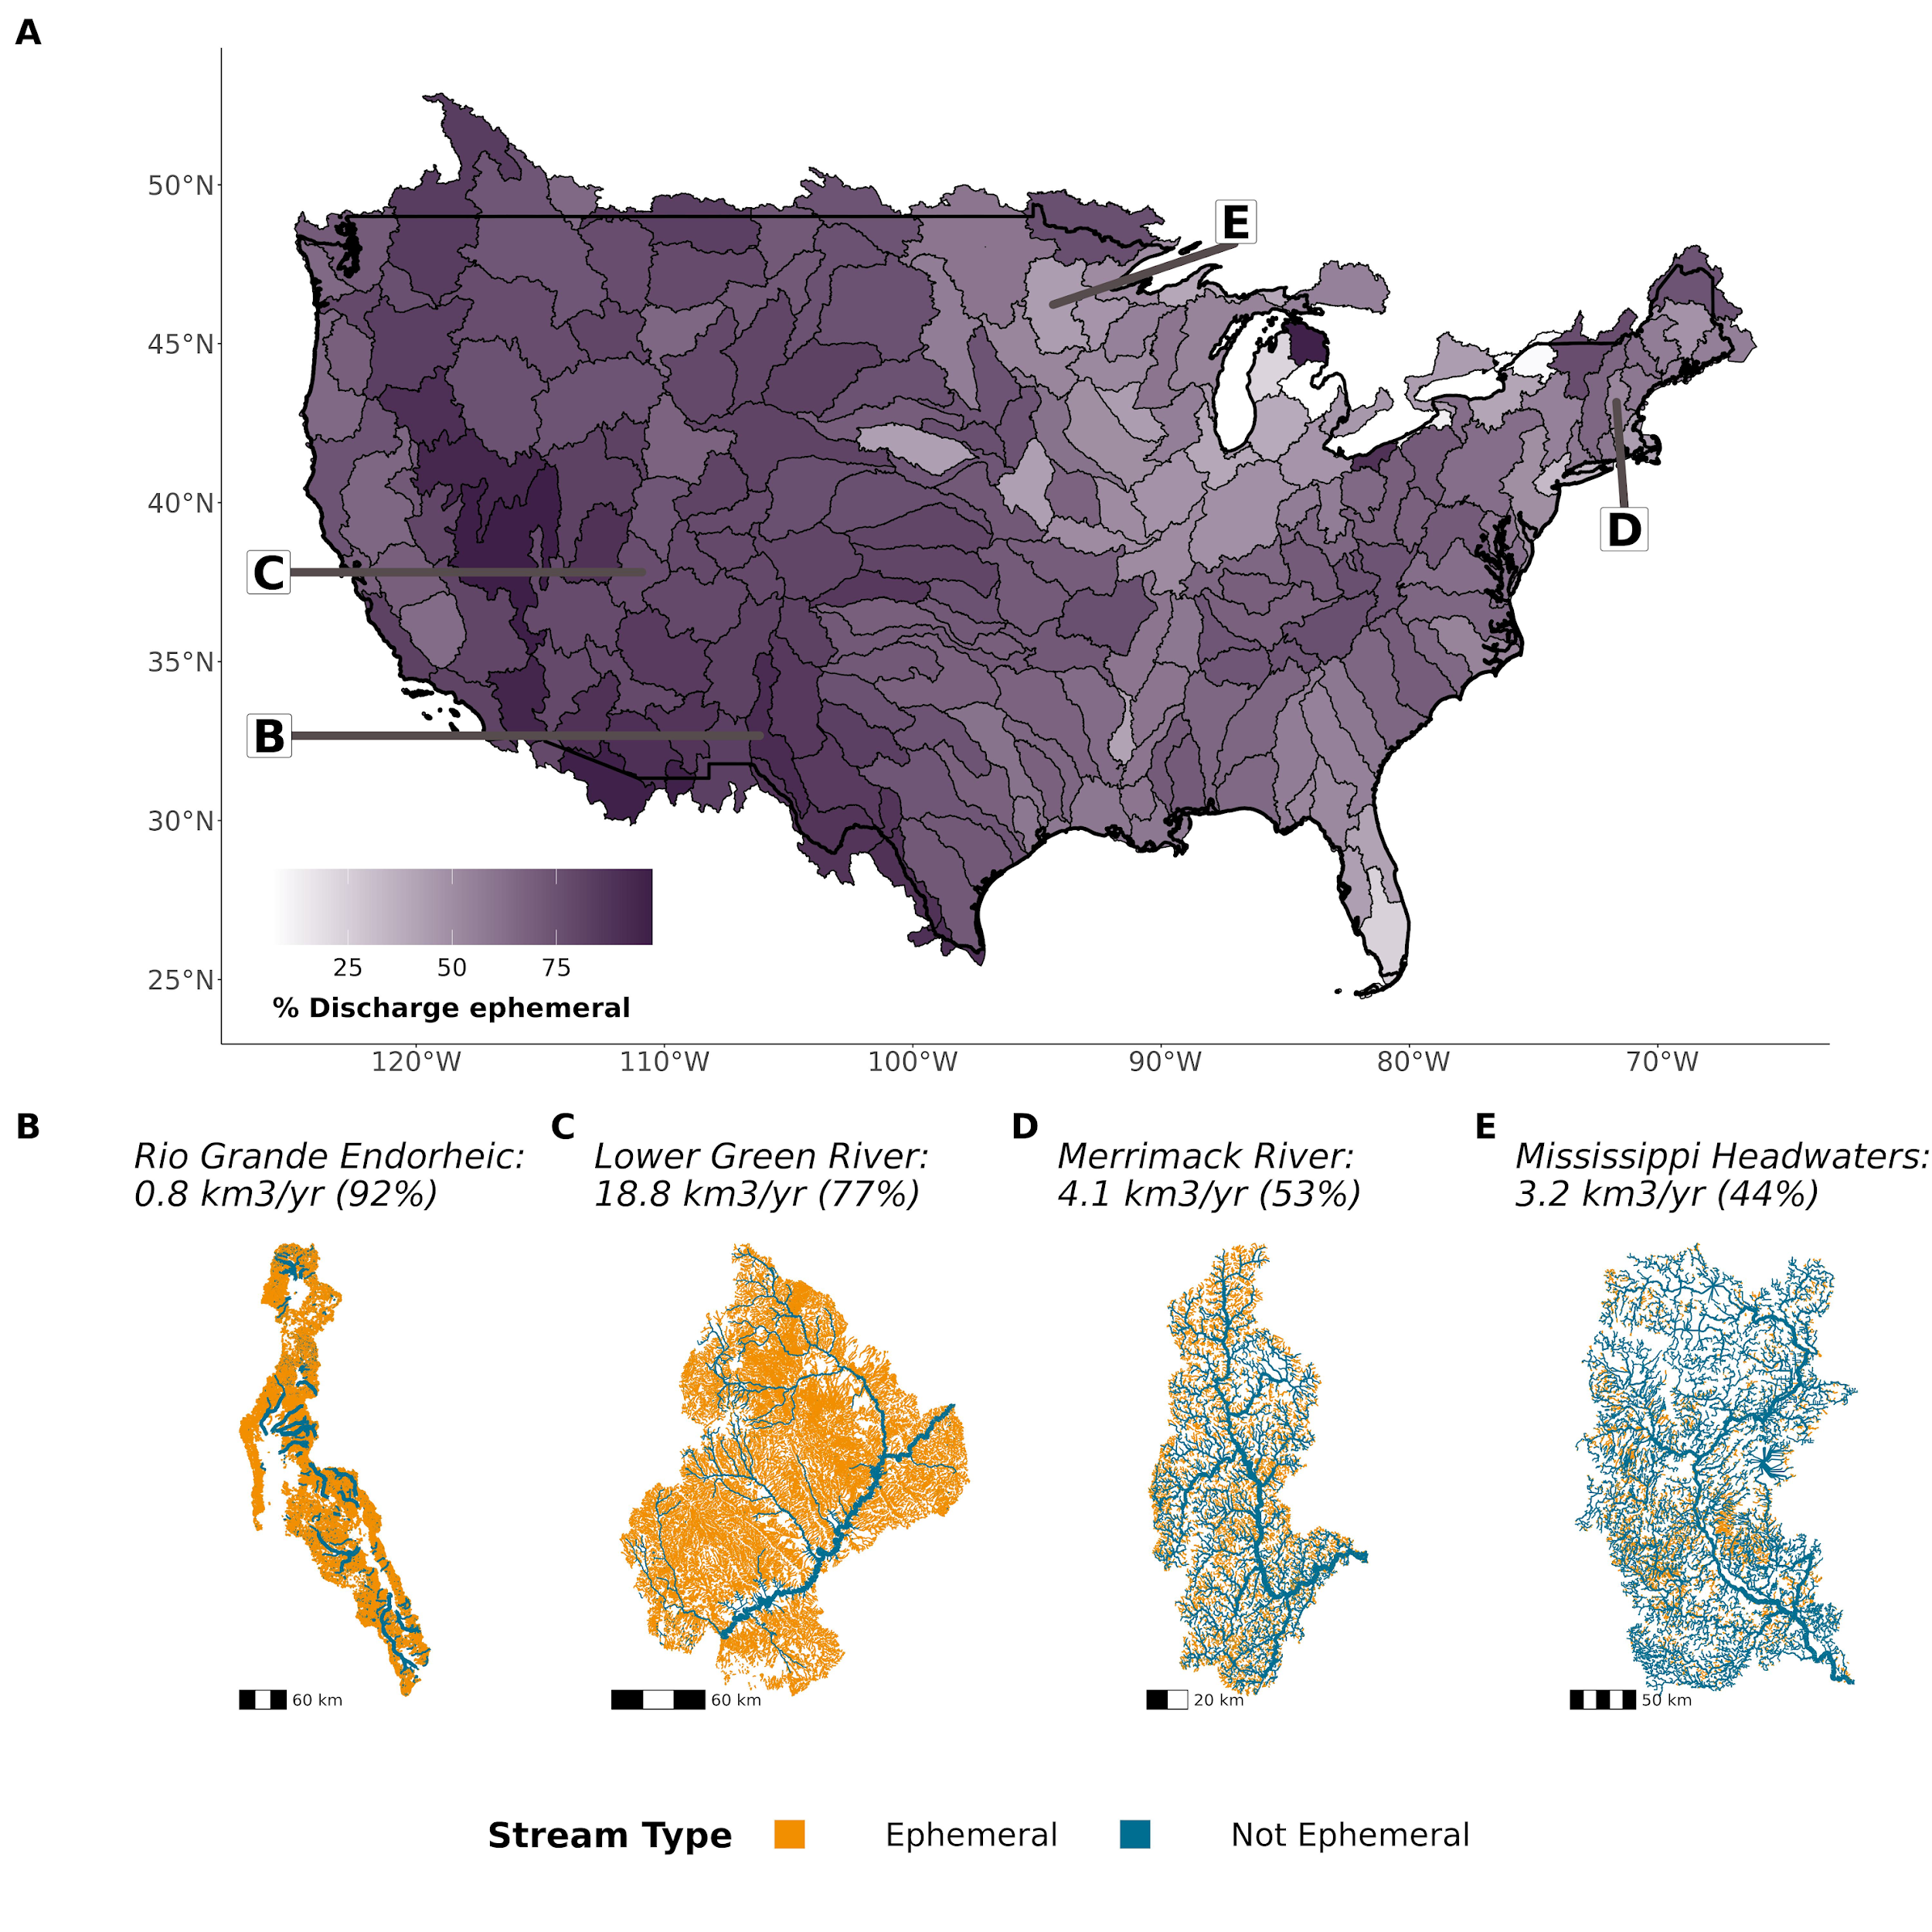 A
50°N
45°N
40°N
35°N
30°N
25°N
E
D
C
B
25 50 75
% Discharge ephemeral
120°W 110°W 100°W 90°W 80°W 70°W
B
Rio Grande Endorheic:
0.8 km3/yr (92%)
60 km
C
Lower Green River:
18.8 km3/yr (77%)
60 km
D
Merrimack River:
4.1 km3/yr (53%)
20 km
E
Mississippi Headwaters:
3.2 km3/yr (44%)
50 km
Stream Type Ephemeral Not Ephemeral